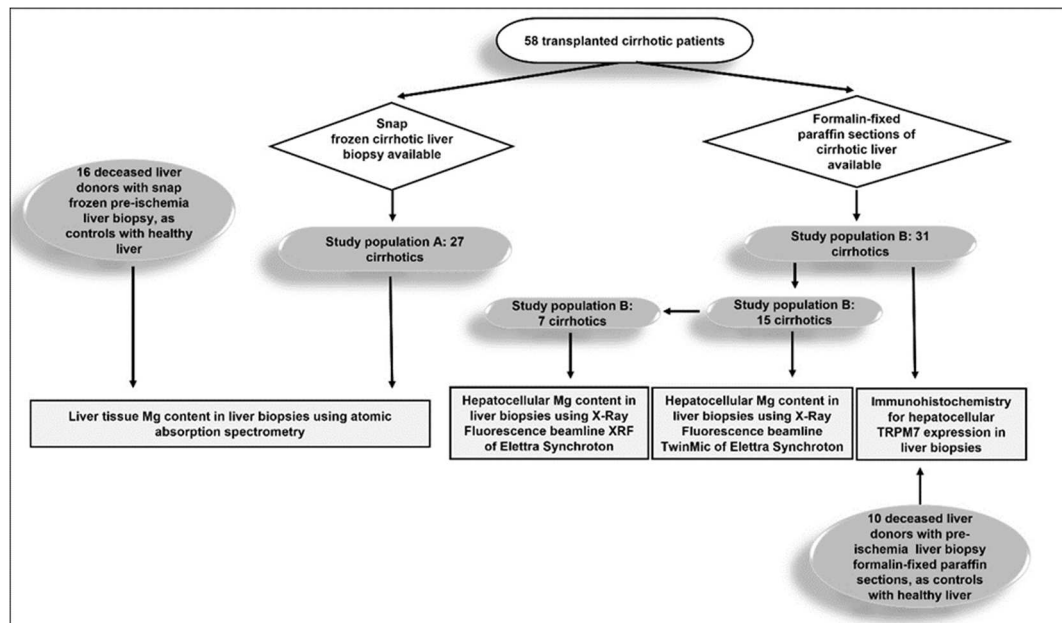 58 transplanted cirrhotic patients
Snap
frozen cirrhotic liver
biopsy available
Formalin-fixed
paraffin sections of
cirrhotic liver
available
16 deceased liver
donors with snap
frozen pre-ischemia
liver biopsy, as
controls with healthy
liver
Study population A: 27
cirrhotics
Study population B: 31
cirrhotics
Study population B:
7 cirrhotics
Study population B:
15 cirrhotics
Liver tissue Mg content in liver biopsies using atomic
absorption spectrometry
Hepatocellular Mg content in
liver biopsies using X-Ray
Fluorescence beamline XRF
of Elettra Synchroton
Hepatocellular Mg content in
liver biopsies using X-Ray
Fluorescence beamline
TwinMic of Elettra Synchroton
Immunohistochemistry
for hepatocellular
TRPM7 expression in
liver biopsies
10 deceased liver
donors with pre-
ischemia liver biopsy
formalin-fixed paraffin
sections, as controls
with healthy liver